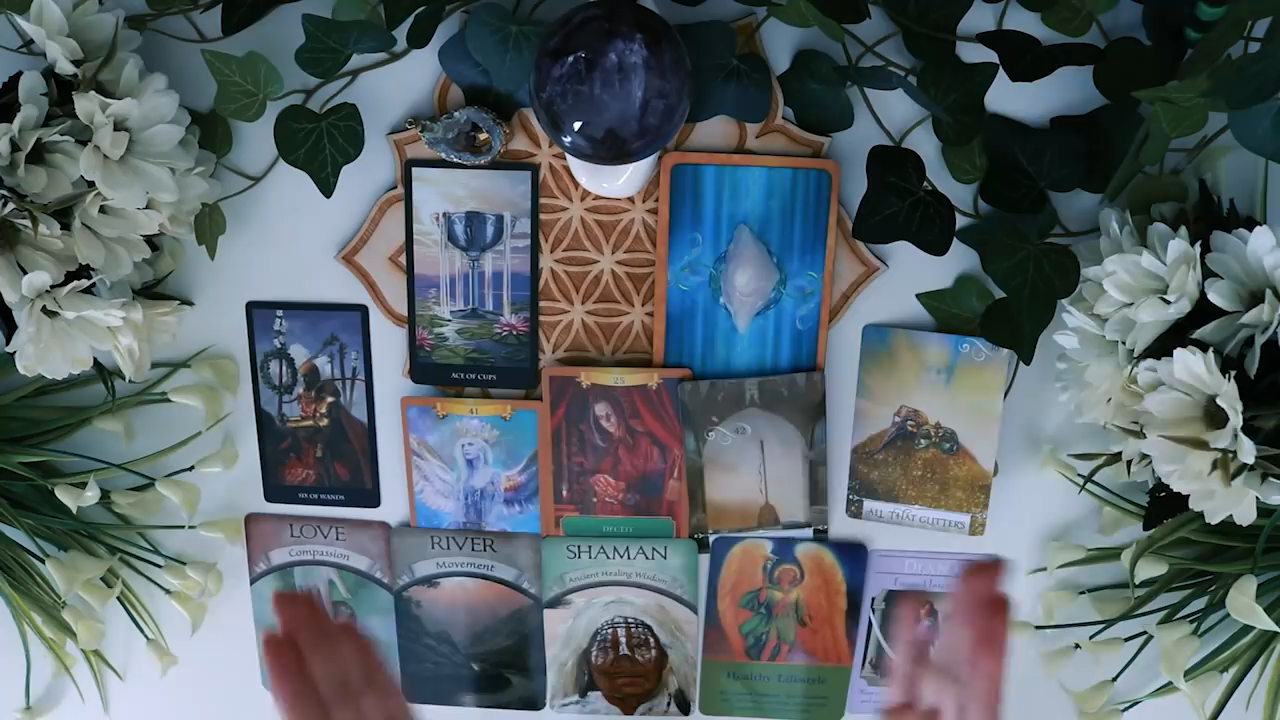 ACE OF CUPS
SIX OF WANDS
41
25
DECEIT
42
ALL THAT GLITTERS
LOVE
Compassion
RIVER
Movement
SHAMAN
Ancient Healing Wisdom
Healthy Lifestyle